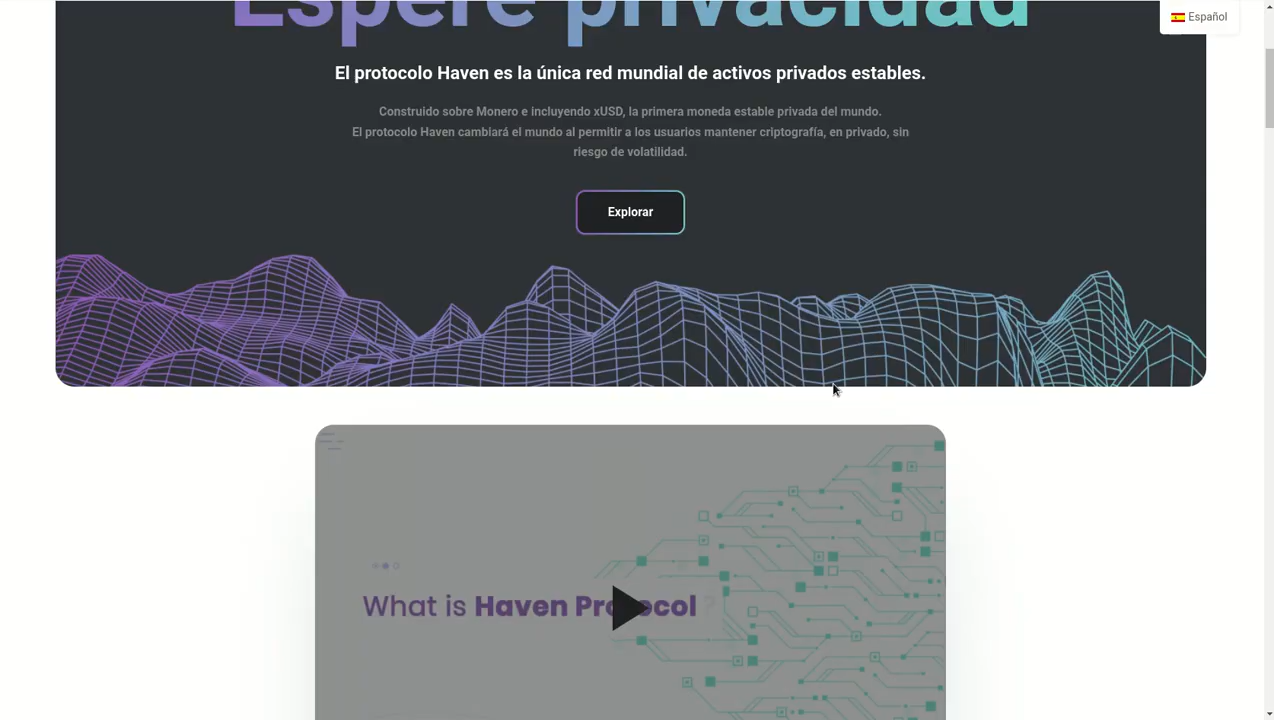 Espere privacidad
Español
El protocolo Haven es la única red mundial de activos privados estables.
Construido sobre Monero e incluyendo xUSD, la primera moneda estable privada del mundo.
El protocolo Haven cambiará el mundo al permitir a los usuarios mantener criptografía, en privado, sin
riesgo de volatilidad.
Explorar
What is Haven Protocol ?